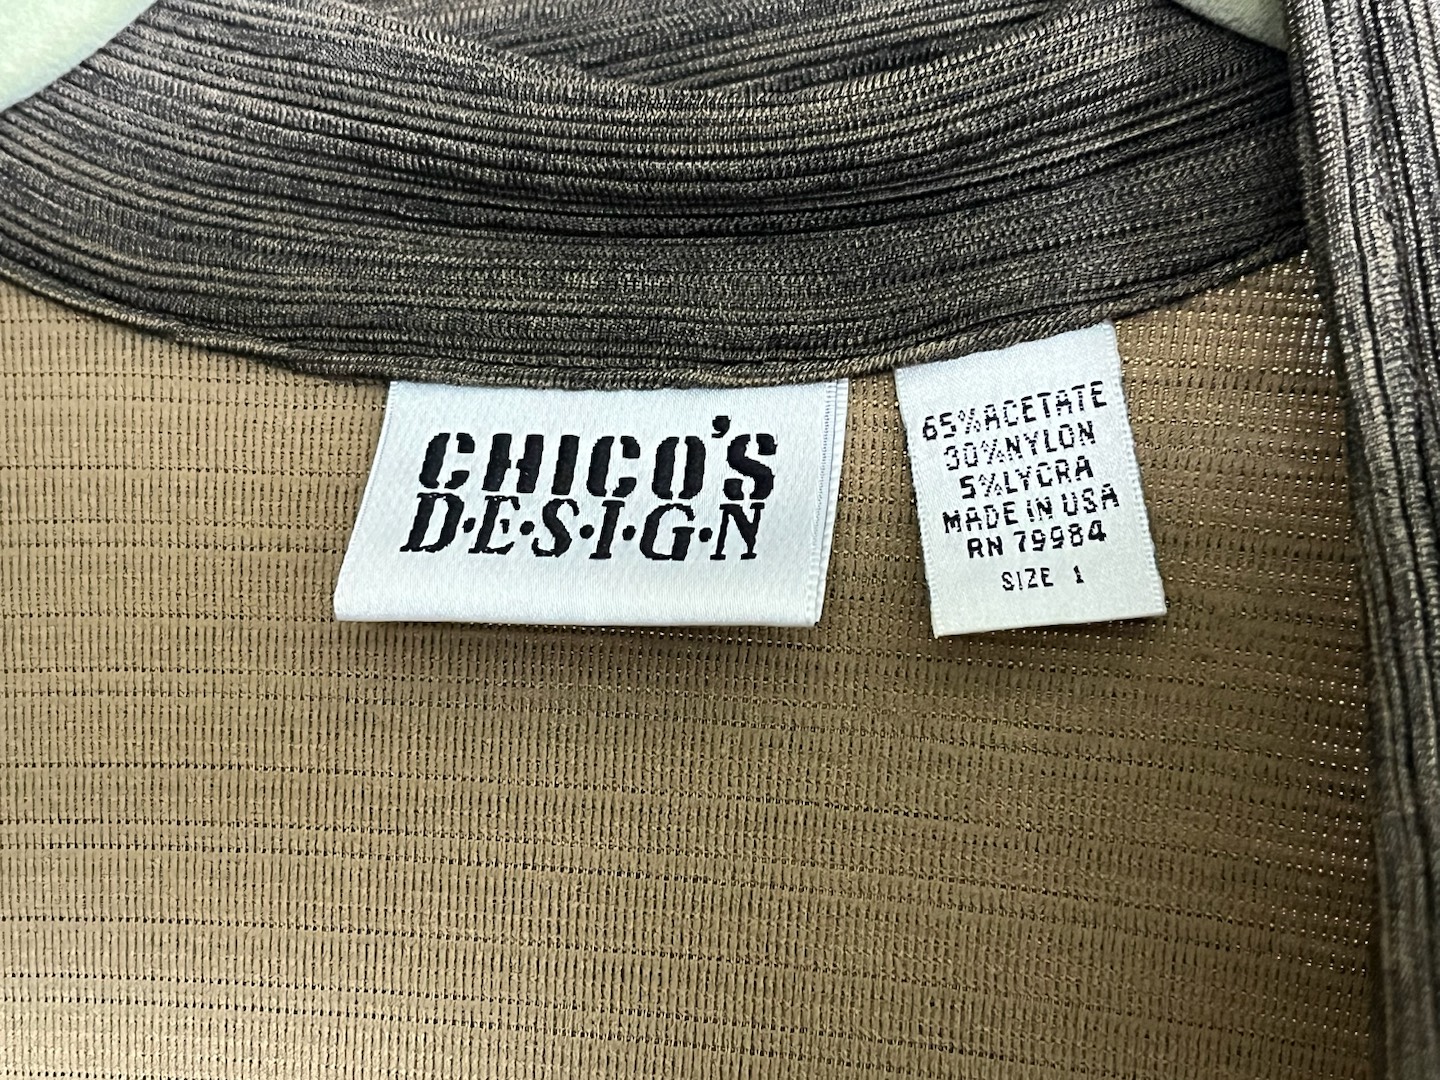 CHICO'S
D·E·S·I·G·N
65% ACETATE
30% NYLON
5% LYCRA
MADE IN USA
RN 79984
SIZE 1